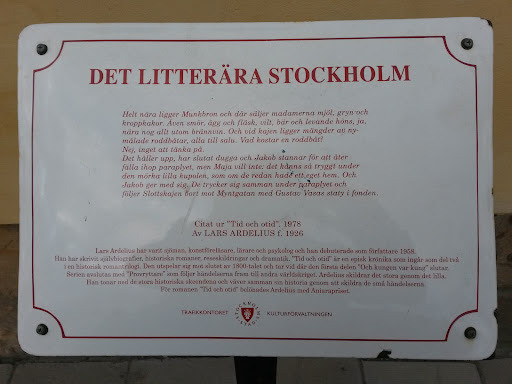 DET LITTERÄRA STOCKHOLM
Helt nära ligger Munkbron och där säljer madamerna mjöl, gryn och
kroppkakor. Även smör, ägg och fläsk, vilt, bär och levande höns, ja,
nära nog allt utom brännvin. Och vid kajen ligger mängder av ny-
målade roddbåtar, alla till salu. Vad kostar en roddbåt?
Nej, inget att tänka på.
Det håller upp, har slutat dugga och Jakob stannar för att åter
fälla ihop paraplyet, men Maja vill inte: det känns så tryggt under
den mörka lilla kupolen, som om de redan hade ett eget hem. Och
Jakob ger med sig. De trycker sig samman under paraplyet och
följer Slottskajen bort mot Myntgatan med Gustav Vasas staty i fonden.
Citat ur "Tid och otid", 1978
Av LARS ARDELIUS f. 1926
Lars Ardelius har varit sjöman, konstföreläsare, lärare och psykolog och han debuterade som författare 1958.
Han har skrivit självbiografier, historiska romaner, reseskildringar och dramatik. "Tid och otid" är en episk krönika som ingår som del två
i en historisk romantrilogi. Den utspelar sig mot slutet av 1800-talet och tar vid där den första delen "Och kungen var kung" slutar.
Serien avslutas med "Provryttare" som följer händelserna fram till andra världskriget. Ardelius skildrar det stora genom det lilla.
Han tonar ned de stora historiska skeendena och väver samman en historia genom att skildra de små händelserna.
För romanen "Tid och otid" belönades Ardelius med Aniarapriset.
TRAFIKKONTORET
STOCKHOLMS STAD
KULTURFÖRVALTNINGEN